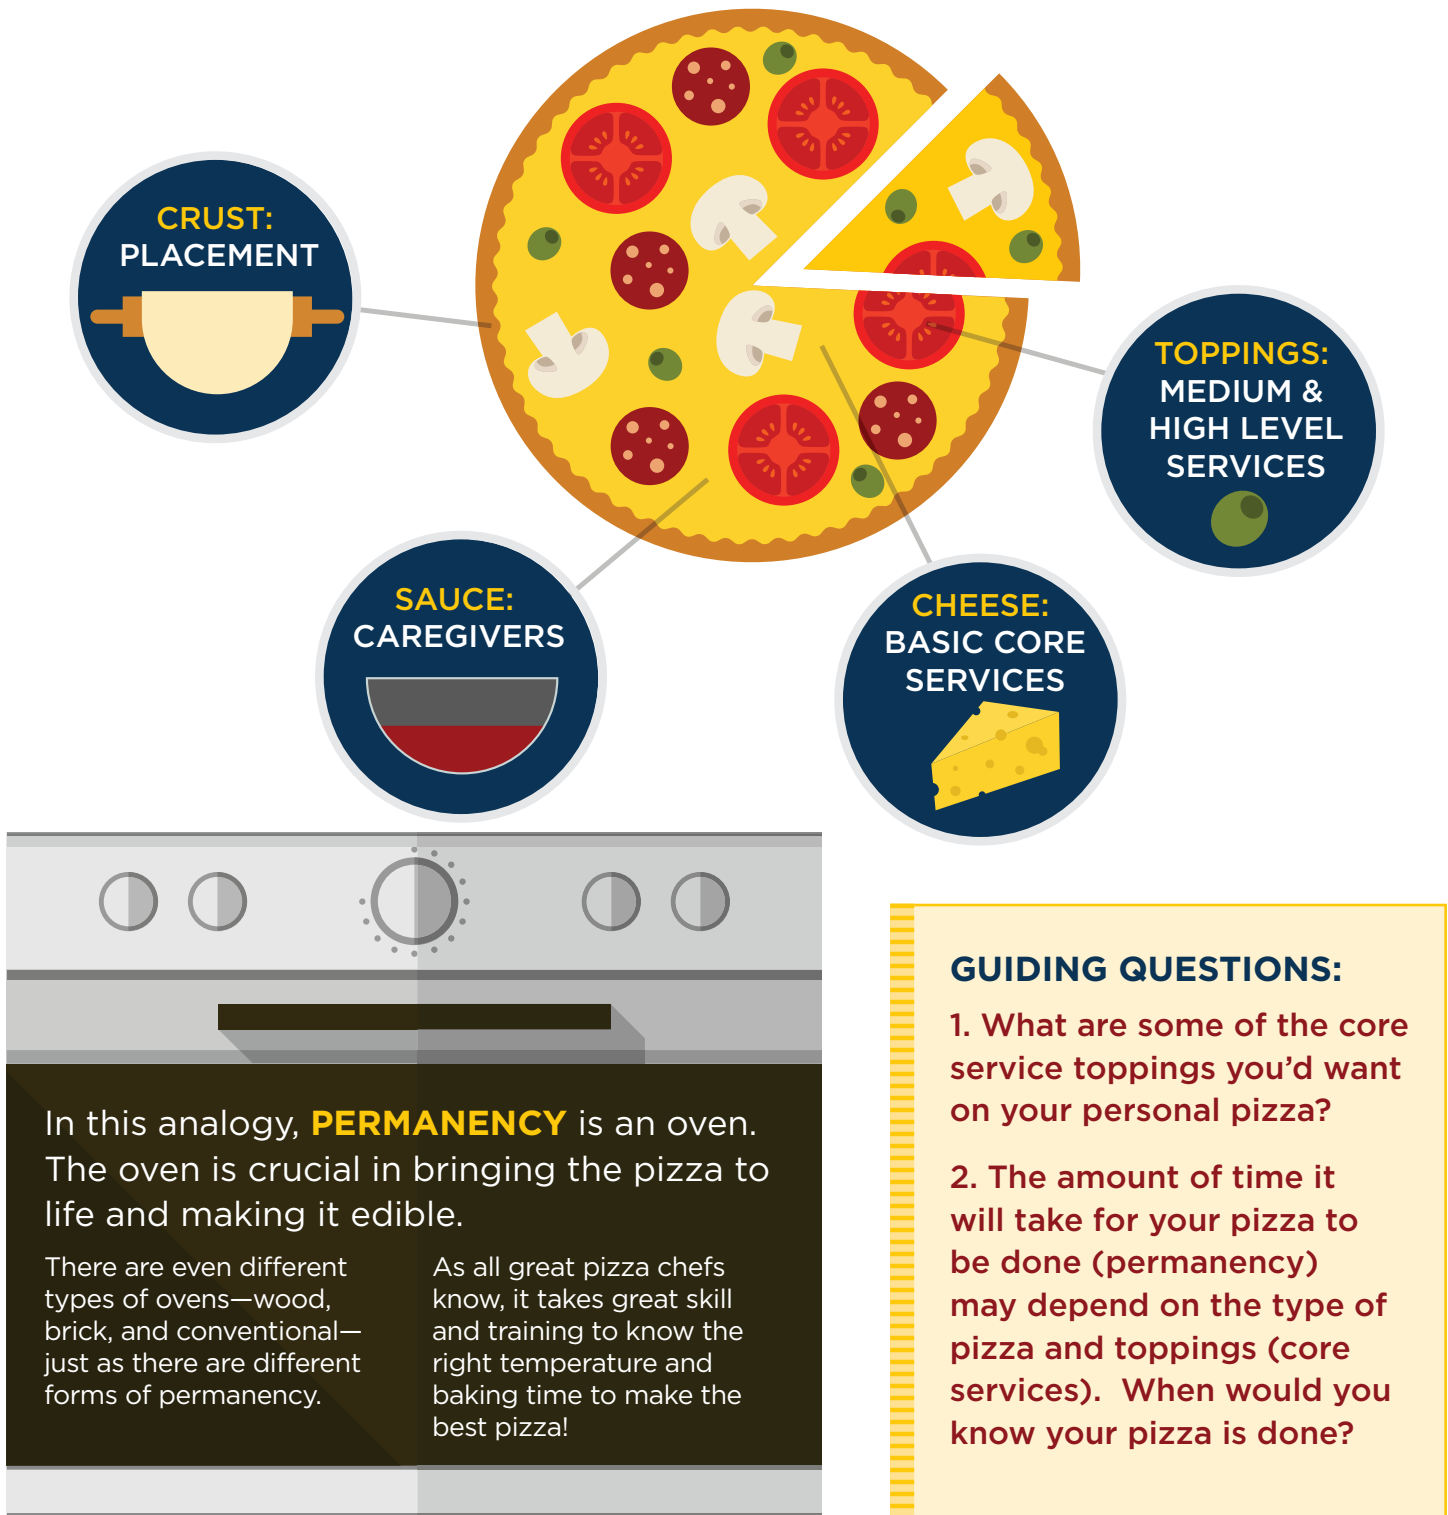 CRUST:
PLACEMENT
TOPPINGS:
MEDIUM &
HIGH LEVEL
SERVICES
SAUCE:
CAREGIVERS
CHEESE:
BASIC CORE
SERVICES
In this analogy, PERMANENCY is an oven.
The oven is crucial in bringing the pizza to
life and making it edible.
There are even different
types of ovens—wood,
brick, and conventional—
just as there are different
forms of permanency.
As all great pizza chefs
know, it takes great skill
and training to know the
right temperature and
baking time to make the
best pizza!
GUIDING QUESTIONS:
1. What are some of the core
service toppings you’d want
on your personal pizza?
2. The amount of time it
will take for your pizza to
be done (permanency)
may depend on the type of
pizza and toppings (core
services).  When would you
know your pizza is done?